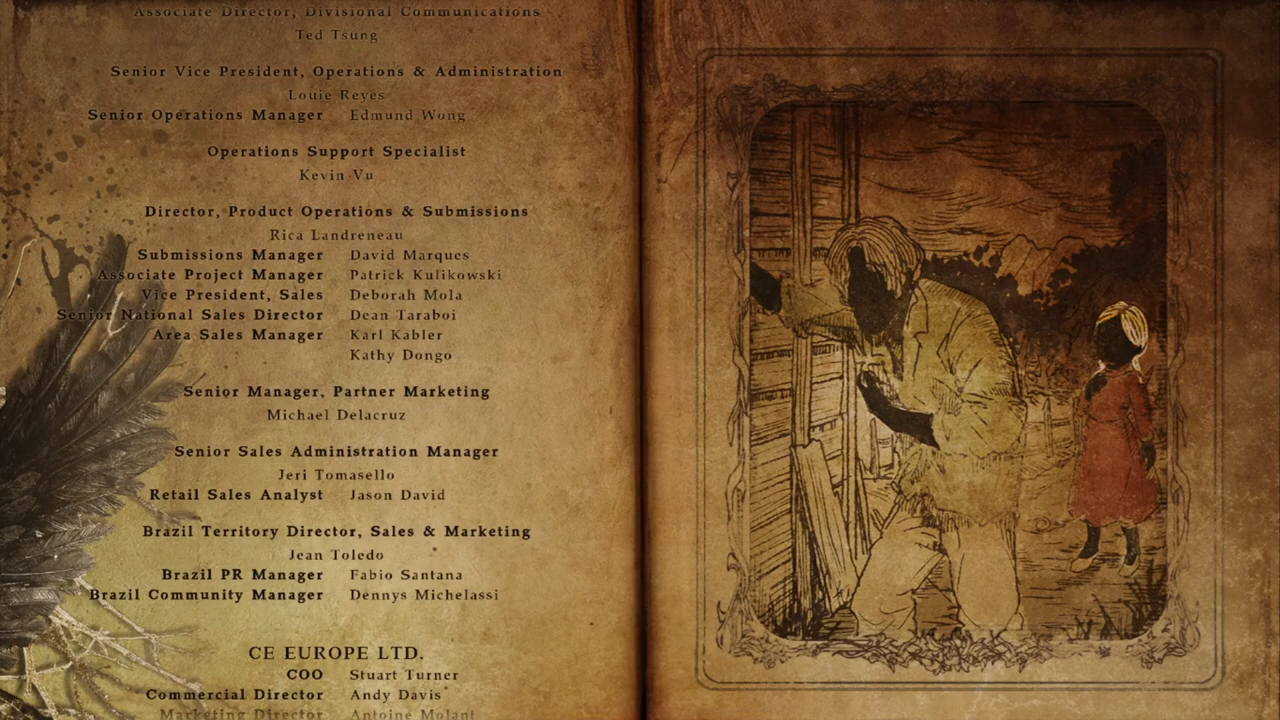 Associate Director, Divisional Communications
Ted Tsung
Senior Vice President, Operations & Administration
Louie Reyes
Senior Operations Manager Edmund Wong
Operations Support Specialist
Kevin Vu
Director, Product Operations & Submissions
Rica Landreneau
Submissions Manager David Marques
Associate Project Manager Patrick Kulikowski
Vice President, Sales Deborah Mola
Senior National Sales Director Dean Taraboi
Area Sales Manager Karl Kabler
Kathy Dongo
Senior Manager, Partner Marketing
Michael Delacruz
Senior Sales Administration Manager
Jeri Tomasello
Retail Sales Analyst Jason David
Brazil Territory Director, Sales & Marketing
Jean Toledo
Brazil PR Manager Fabio Santana
Brazil Community Manager Dennys Michelassi
CE EUROPE LTD.
COO Stuart Turner
Commercial Director Andy Davis
Marketing Director Antoine Molant